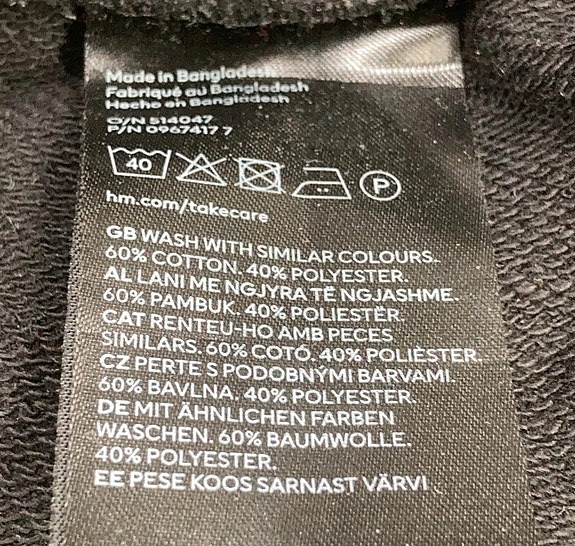 Made in Bangladesh
Fabriqué au Bangladesh
Hecho en Bangladesh
O/N 514047
P/N 0967417 7
40
P
hm.com/takecare
GB WASH WITH SIMILAR COLOURS.
60% COTTON. 40% POLYESTER.
AL LANI ME NGJYRA TË NGJASHME.
60% PAMBUK. 40% POLIESTËR.
CAT RENTEU-HO AMB PECES
SIMILARS. 60% COTÓ. 40% POLIÈSTER.
CZ PERTE S PODOBNÝMI BARVAMI.
60% BAVLNA. 40% POLYESTER.
DE MIT ÄHNLICHEN FARBEN
WASCHEN. 60% BAUMWOLLE.
40% POLYESTER.
EE PESE KOOS SARNAST VÄRVI